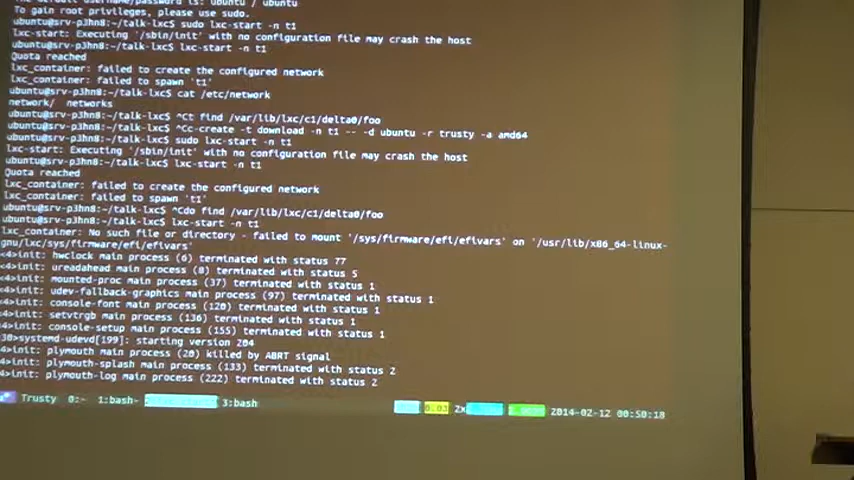 The default username/password is: ubuntu / ubuntu
To gain root privileges, please use sudo.
ubuntu@srv-p3hn8:~/talk-lxc$ sudo lxc-start -n t1
lxc-start: Executing '/sbin/init' with no configuration file may crash the host
ubuntu@srv-p3hn8:~/talk-lxc$ lxc-start -n t1
Quota reached
lxc_container: failed to create the configured network
lxc_container: failed to spawn 't1'
ubuntu@srv-p3hn8:~/talk-lxc$ cat /etc/network
network/ networks
ubuntu@srv-p3hn8:~/talk-lxc$ ^Ct find /var/lib/lxc/c1/delta0/foo
ubuntu@srv-p3hn8:~/talk-lxc$ ^Cc-create -t download -n t1 -- -d ubuntu -r trusty -a amd64
ubuntu@srv-p3hn8:~/talk-lxc$ sudo lxc-start -n t1
lxc-start: Executing '/sbin/init' with no configuration file may crash the host
ubuntu@srv-p3hn8:~/talk-lxc$ lxc-start -n t1
Quota reached
lxc_container: failed to create the configured network
lxc_container: failed to spawn 't1'
ubuntu@srv-p3hn8:~/talk-lxc$ ^Cdo find /var/lib/lxc/c1/delta0/foo
ubuntu@srv-p3hn8:~/talk-lxc$ lxc-start -n t1
lxc_container: No such file or directory - failed to mount '/sys/firmware/efi/efivars' on '/usr/lib/x86_64-linux-
gnu/lxc/sys/firmware/efi/efivars'
<4>init: hwclock main process (6) terminated with status 77
<4>init: ureadahead main process (8) terminated with status 5
<4>init: mounted-proc main process (37) terminated with status 1
<4>init: udev-fallback-graphics main process (97) terminated with status 1
<4>init: console-font main process (120) terminated with status 1
<4>init: setvtrgb main process (136) terminated with status 1
<4>init: console-setup main process (155) terminated with status 1
30>systemd-udevd[199]: starting version 204
4>init: plymouth main process (20) killed by ABRT signal
4>init: plymouth-splash main process (133) terminated with status 2
4>init: plymouth-log main process (222) terminated with status 2
Trusty 0:- 1:bash- 3:bash 0.03 2x 2014-02-12 00:50:18